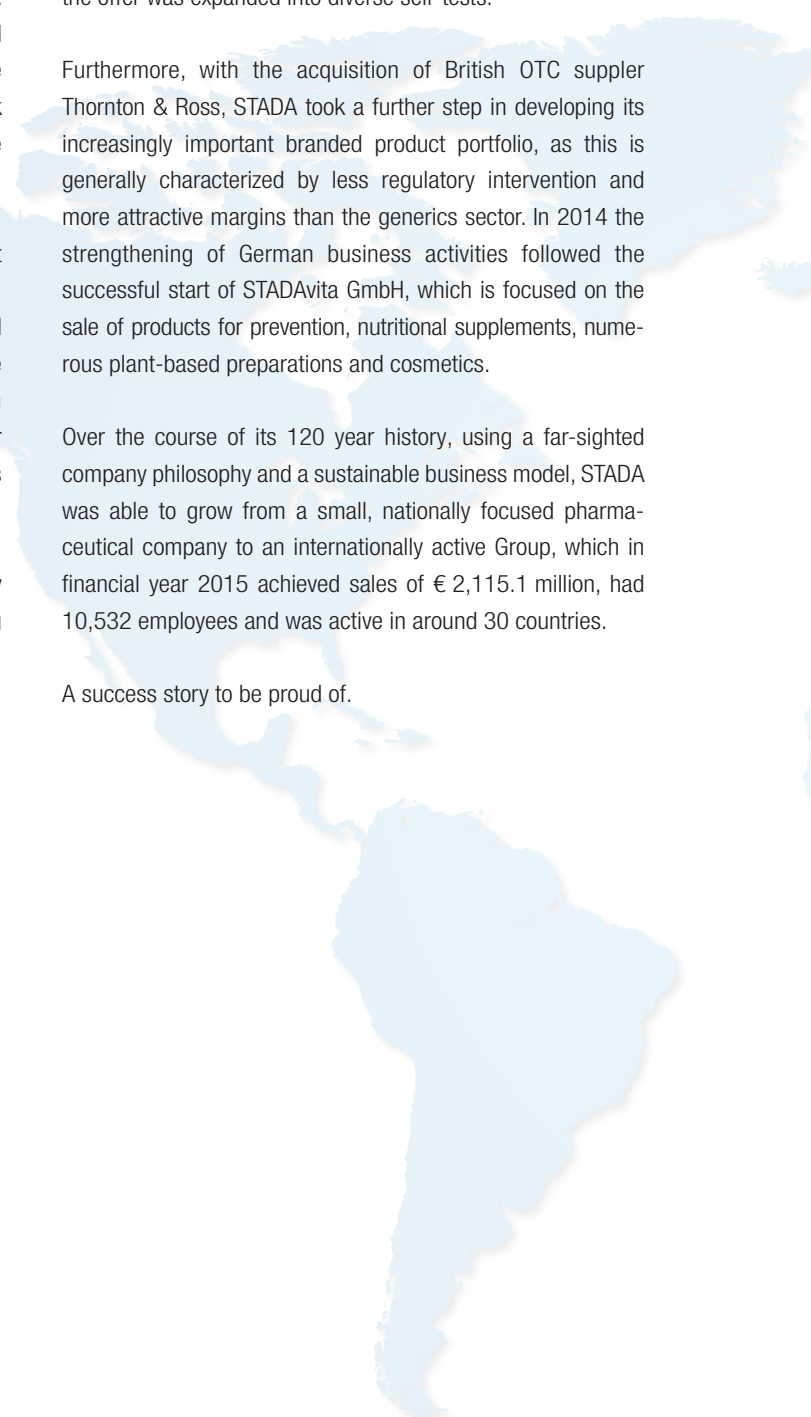 the offer was expanded into diverse self-tests.
Furthermore, with the acquisition of British OTC suppler
Thornton & Ross, STADA took a further step in developing its
increasingly important branded product portfolio, as this is
generally characterized by less regulatory intervention and
more attractive margins than the generics sector. In 2014 the
strengthening of German business activities followed the
successful start of STADAvita GmbH, which is focused on the
sale of products for prevention, nutritional supplements, nume-
rous plant-based preparations and cosmetics.
Over the course of its 120 year history, using a far-sighted
company philosophy and a sustainable business model, STADA
was able to grow from a small, nationally focused pharma-
ceutical company to an internationally active Group, which in
financial year 2015 achieved sales of € 2,115.1 million, had
10,532 employees and was active in around 30 countries.
A success story to be proud of.